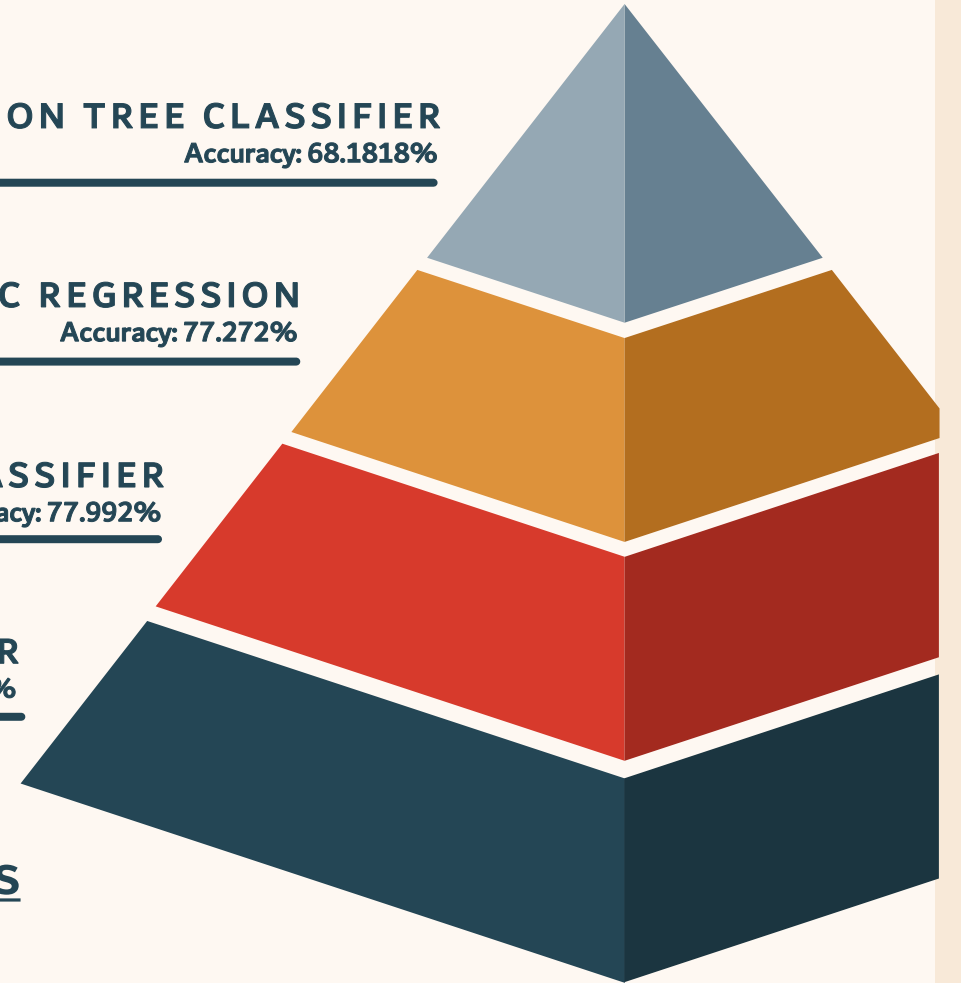 ON TREE CLASSIFIER
Accuracy: 68.1818%
C REGRESSION
Accuracy: 77.272%
ASSIFIER
acy: 77.992%
R
%
S